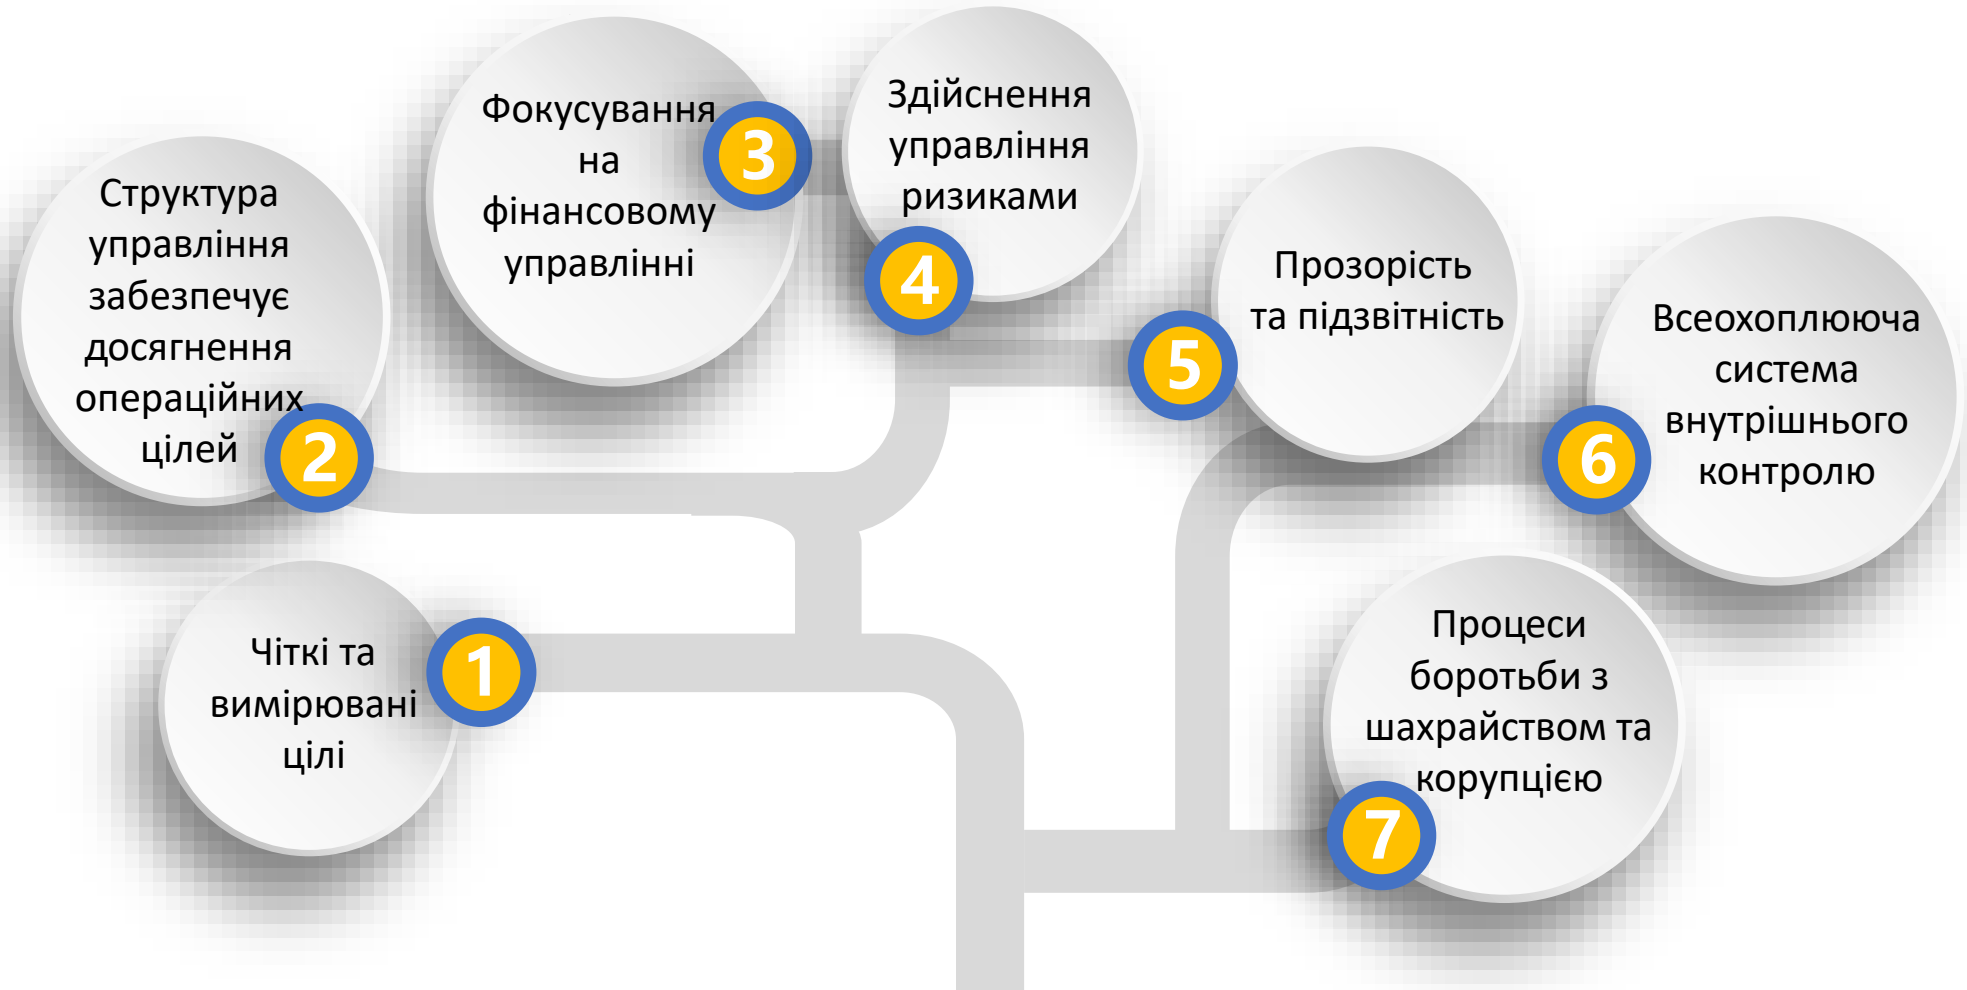 1
Чіткі та
вимірювані
цілі
2
Структура
управління
забезпечує
досягнення
операційних
цілей
3
Фокусування
на
фінансовому
управлінні
4
Здійснення
управління
ризиками
5
Прозорість
та підзвітність
6
Всеохоплююча
система
внутрішнього
контролю
7
Процеси
боротьби з
шахрайством та
корупцією